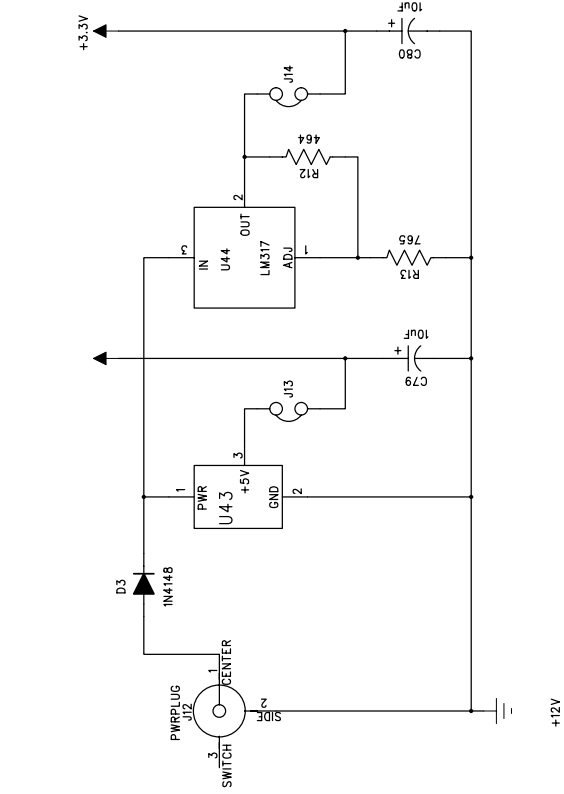 +3.3V
10uF
+
C80
J14
464
R12
2
OUT
3
IN
U44
LM317
ADJ
1
765
R13
10uF
+
C79
J13
3
+5V
1
PWR
U43
GND
2
D3
1N4148
PWRPLUG
J12
1
CENTER
2
SIDE
3
SWITCH
+12V